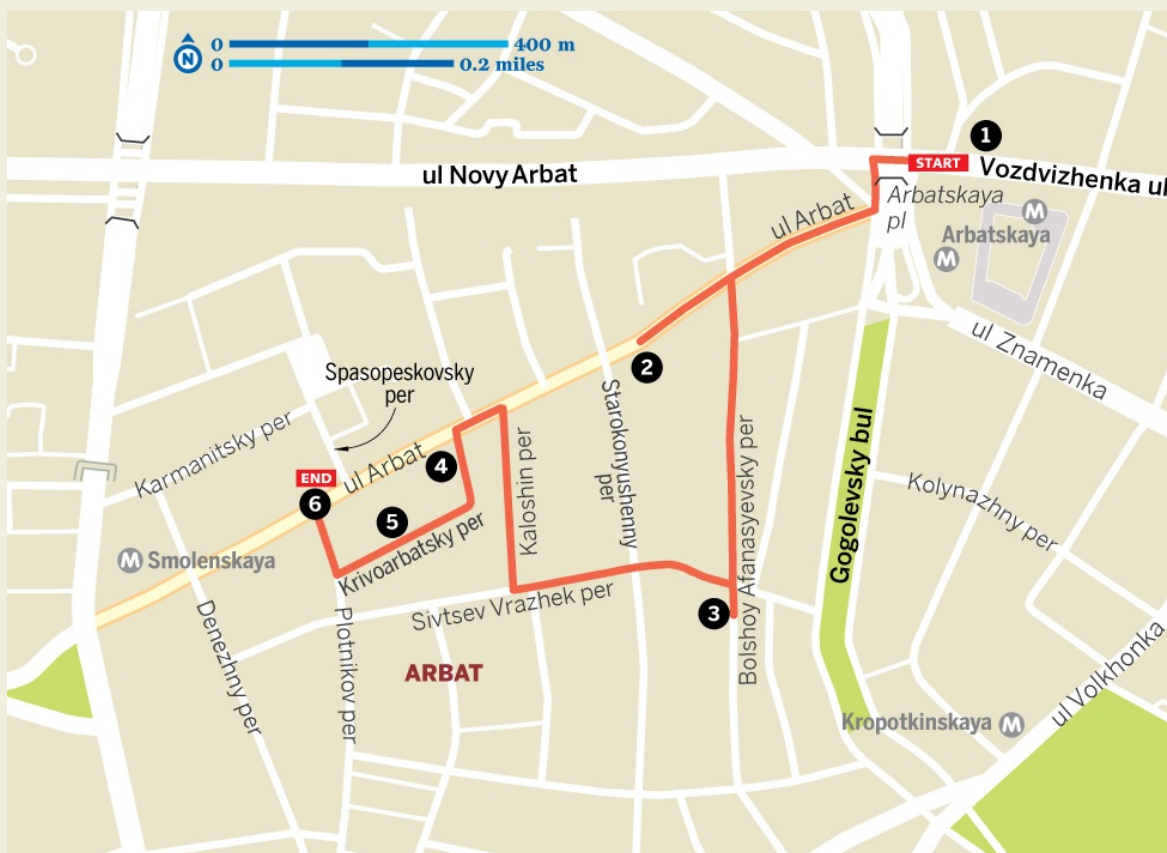 N
0 400 m
0 0.2 miles
1
START
Vozdvizhenka ul
ul Novy Arbat
Arbatskaya
pl
ul Arbat
M
Arbatskaya
M
ul Znamenka
2
Spasopeskovsky
per
Starokonyushenny
per
Karmanitsky per
ul Arbat
4
Kaloshin per
Bolshoy Afanasyevsky per
Gogolevsky bul
Kolynazhny per
END
6
5
Krivoarbatsky per
M Smolenskaya
Sivtsev Vrazhek per
3
Denezhny per
Plotnikov per
ARBAT
Kropotkinskaya M
ul Volkhonka